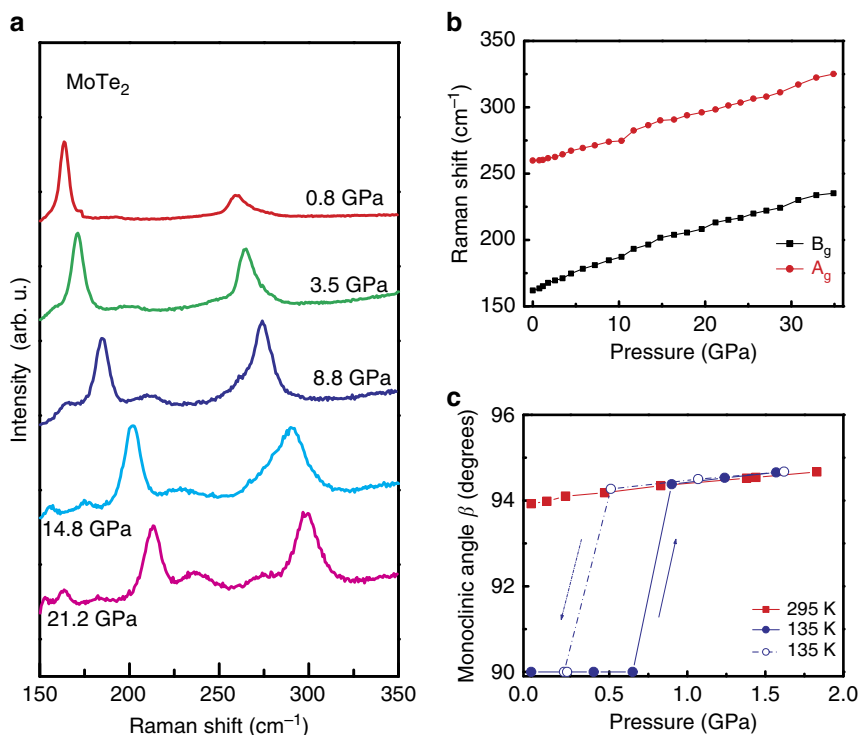 a
MoTe₂
0.8 GPa
3.5 GPa
8.8 GPa
14.8 GPa
21.2 GPa
Intensity (arb. u.)
150 200 250 300 350
Raman shift (cm⁻¹)
b
350
300
250
200
150
Raman shift (cm⁻¹)
B_g
A_g
0 10 20 30
Pressure (GPa)
c
96
94
92
90
Monoclinic angle β (degrees)
295 K
135 K
135 K
0.0 0.5 1.0 1.5 2.0
Pressure (GPa)